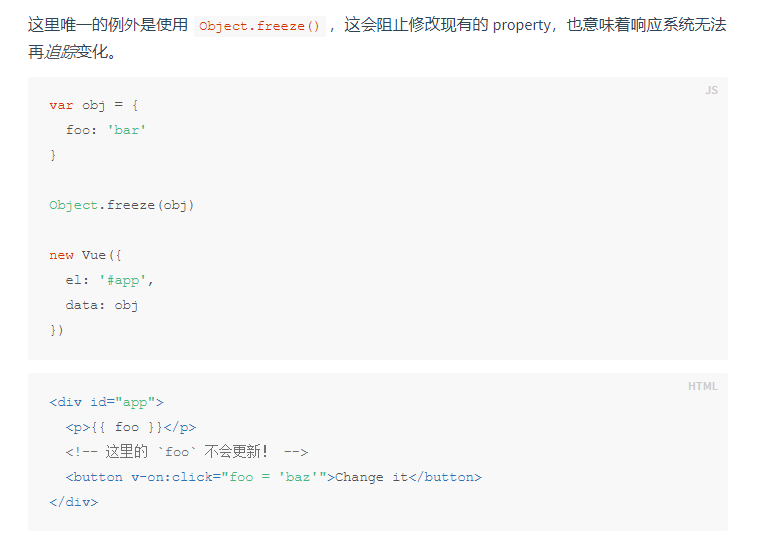 这里唯一的例外是使用 Object.freeze()，这会阻止修改现有的 property，也意味着响应系统无法
再追踪变化。
JS
var obj = {
  foo: 'bar'
}

Object.freeze(obj)

new Vue({
  el: '#app',
  data: obj
})
HTML
<div id="app">
  <p>{{ foo }}</p>
  <!-- 这里的 `foo` 不会更新！ -->
  <button v-on:click="foo = 'baz'">Change it</button>
</div>